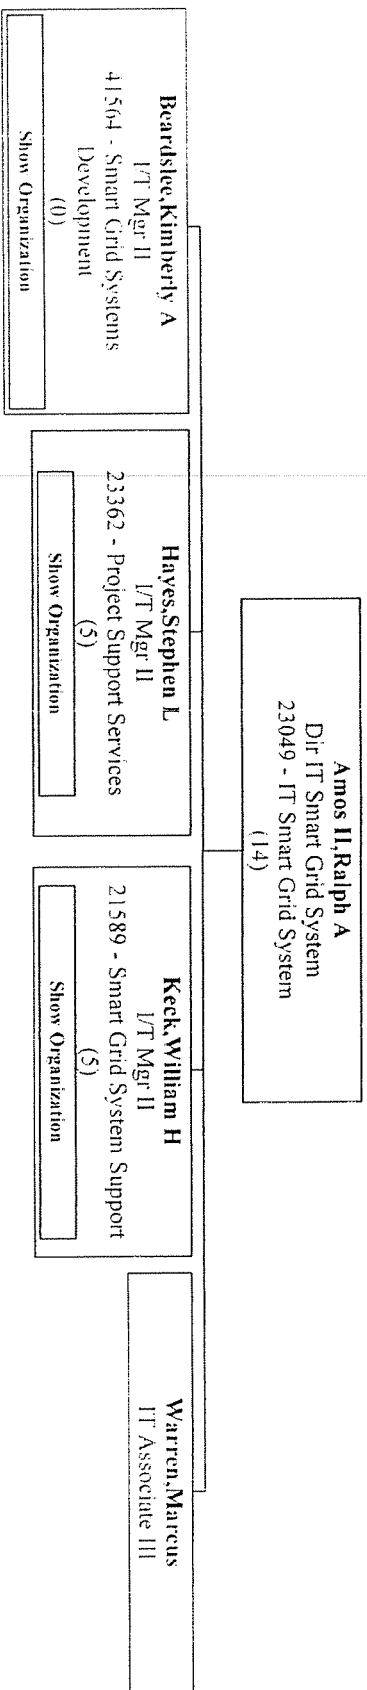 Amos II,Ralph A
Dir IT Smart Grid System
23049 - IT Smart Grid System
(14)
Beardslee,Kimberly A
I/T Mgr II
41564 - Smart Grid Systems
Development
(0)
Show Organization
Hayes,Stephen L
I/T Mgr II
23362 - Project Support Services
(5)
Show Organization
Keck,William H
I/T Mgr II
21589 - Smart Grid System Support
(5)
Show Organization
Warren,Marcus
IT Associate III